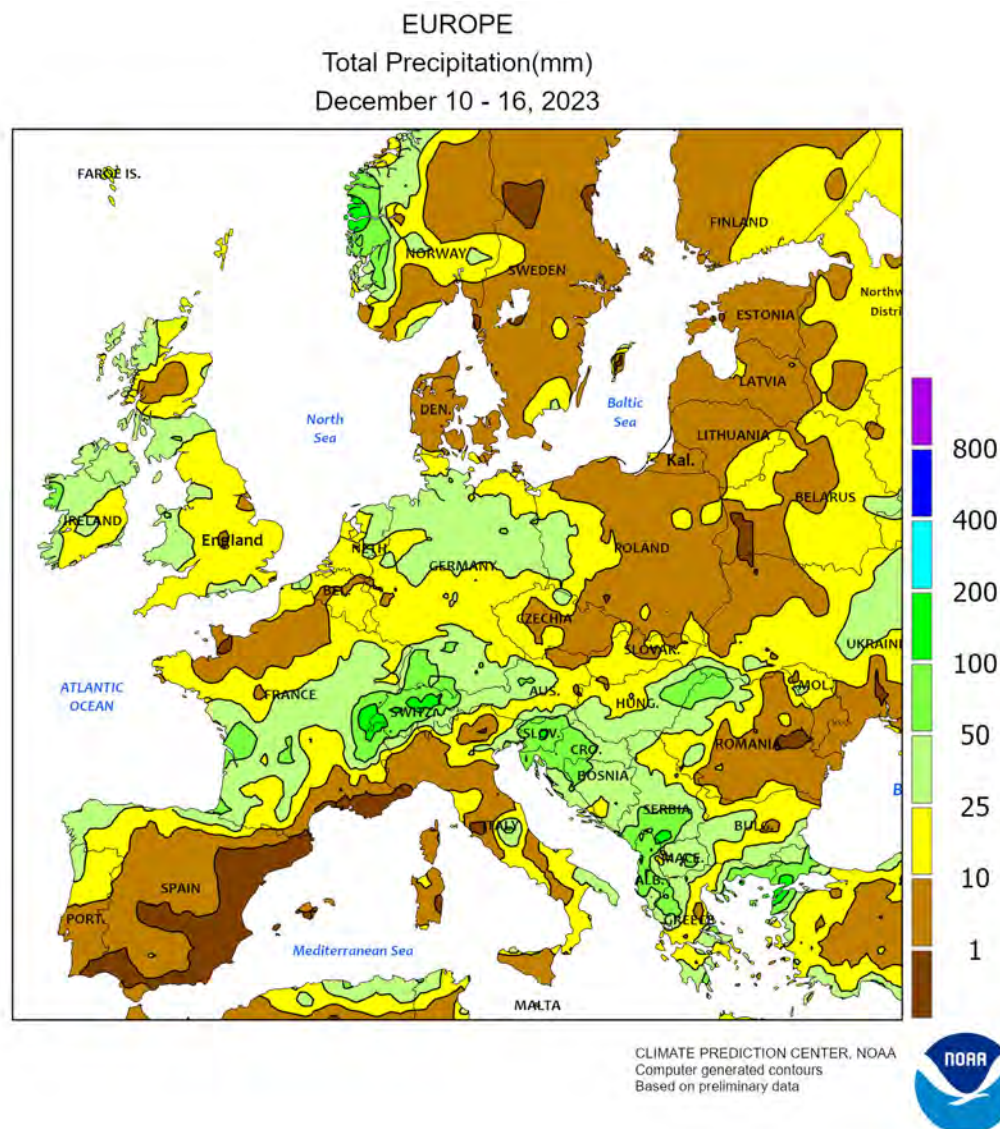 EUROPE
Total Precipitation(mm)
December 10 - 16, 2023
FAROE IS.
FINLAND
NORWAY
SWEDEN
Northw
Distri
ESTONIA
LATVIA
DEN.
North
Sea
Baltic
Sea
LITHUANIA
Kal.
BELARUS
IRELAND
England
NETH.
POLAND
GERMANY
BEL.
CZECHIA
UKRAINE
SLOVAK.
ATLANTIC
OCEAN
FRANCE
AUS.
MOL.
SWITZ.
HUNG.
SLOV.
ROMANIA
CRO.
BOSNIA
B
SERBIA
ITALY
BULG.
MACE.
SPAIN
ALB.
PORT.
GREECE
Mediterranean Sea
MALTA
800
400
200
100
50
25
10
1
CLIMATE PREDICTION CENTER, NOAA
Computer generated contours
Based on preliminary data
NOAA